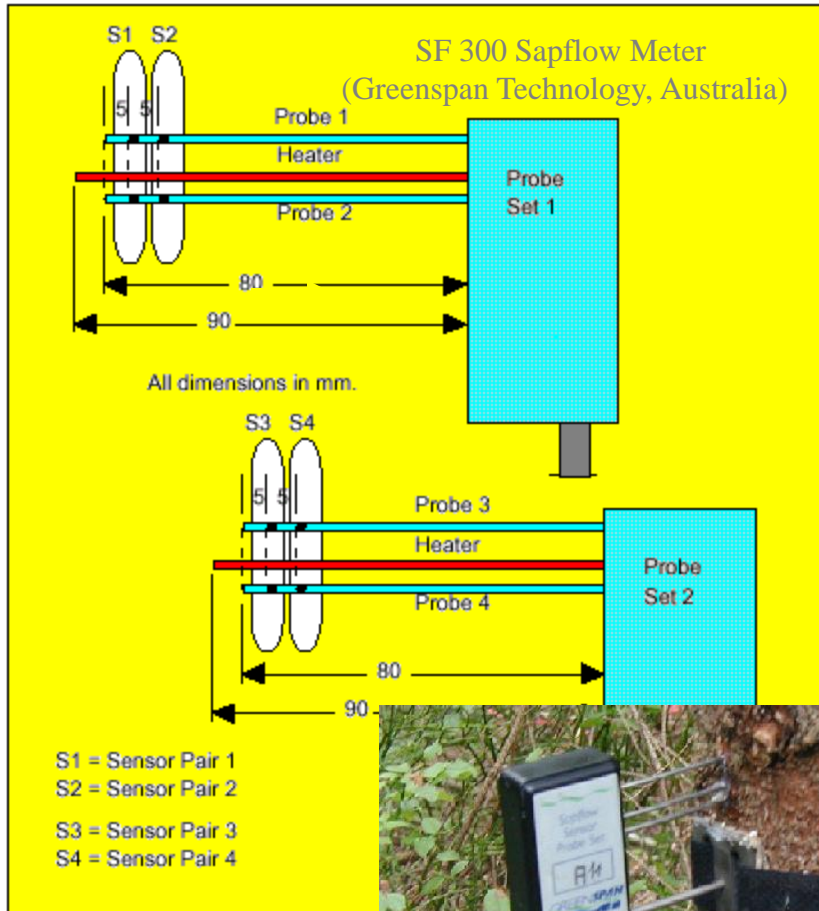 SF 300 Sapflow Meter
(Greenspan Technology, Australia)
S1 S2
5 5
Probe 1
Heater
Probe 2
Probe
Set 1
80
90
All dimensions in mm.
S3 S4
5 5
Probe 3
Heater
Probe 4
Probe
Set 2
80
90
S1 = Sensor Pair 1
S2 = Sensor Pair 2
S3 = Sensor Pair 3
S4 = Sensor Pair 4
Sapflow
Sensor
Probe Set
GREENSPAN